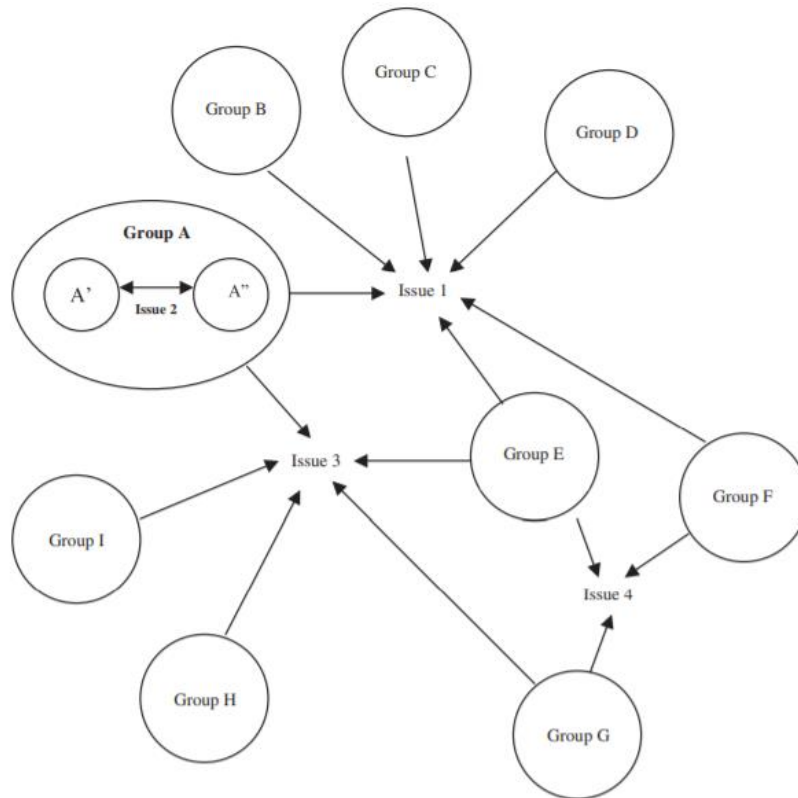 Group C
Group B
Group D
Group A
A' A"
Issue 2
Issue 1
Group E
Issue 3
Group F
Group I
Issue 4
Group H
Group G